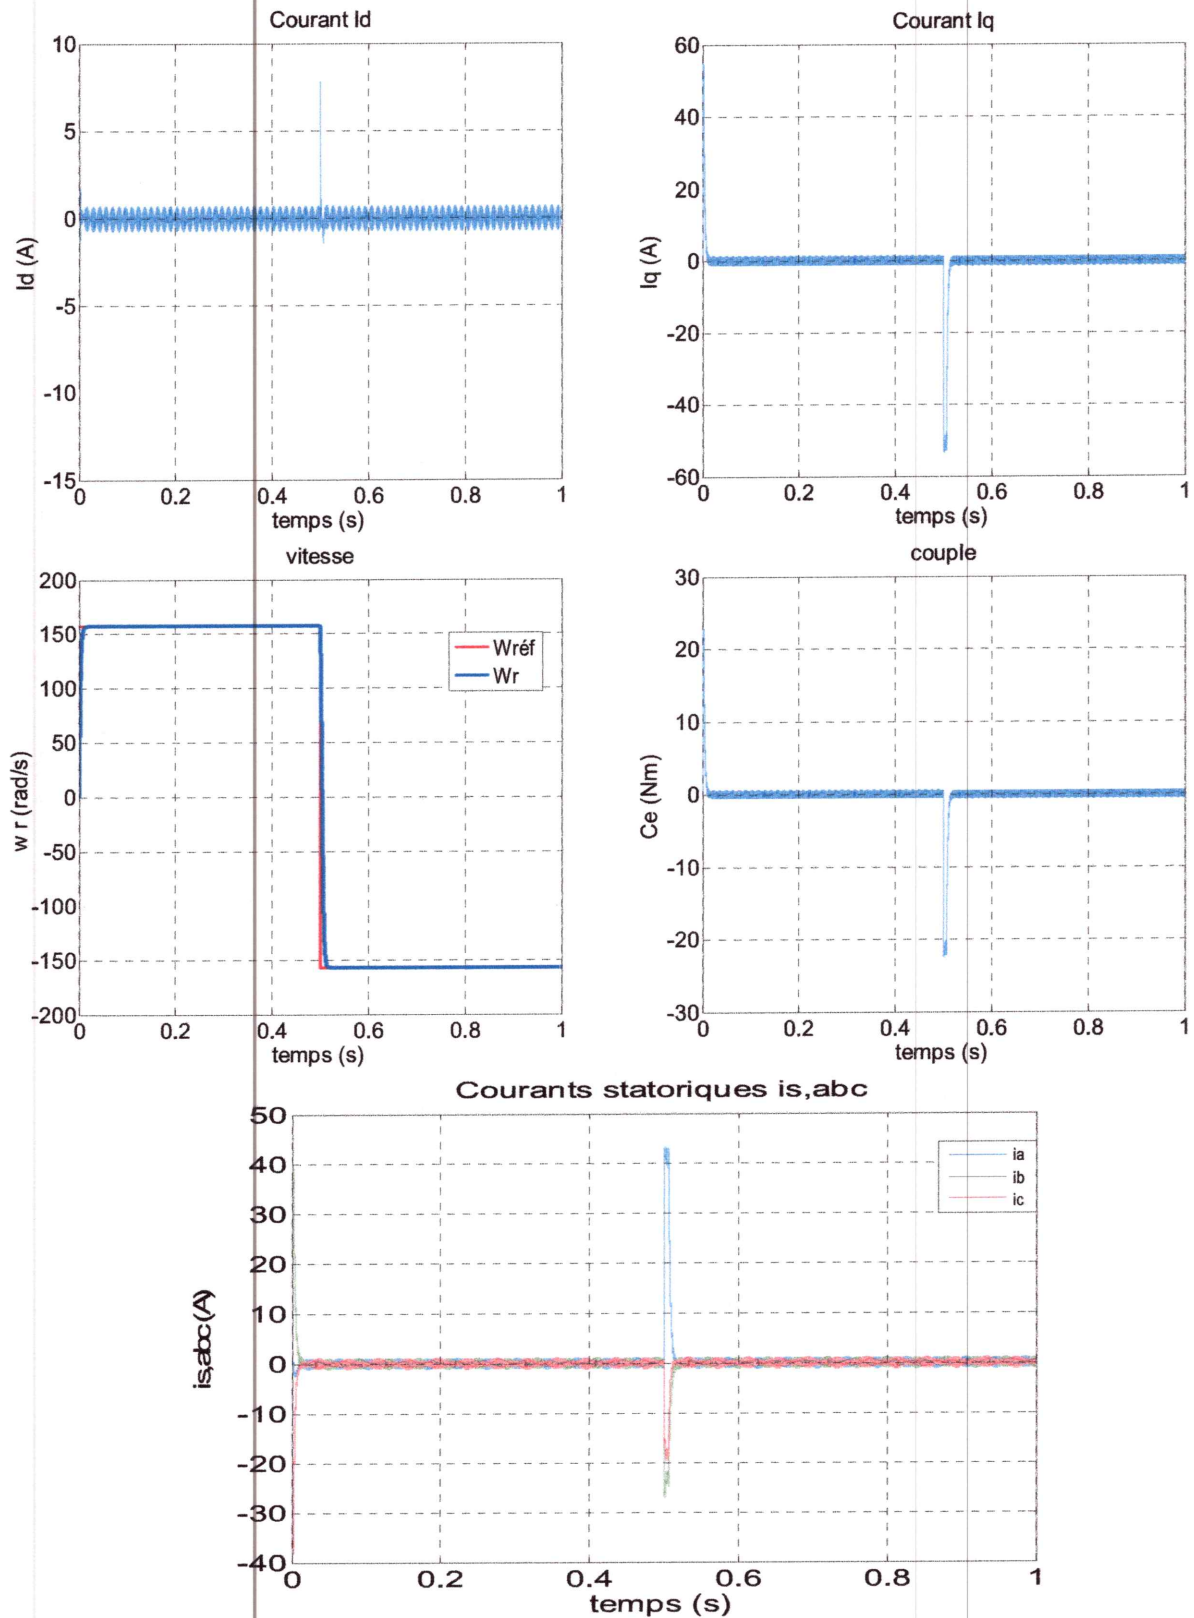 Courant Id
10
5
0
-5
-10
-15
Id (A)
0 0.2 0.4 0.6 0.8 1
temps (s)
Courant Iq
60
40
20
0
-20
-40
-60
Iq (A)
0 0.2 0.4 0.6 0.8 1
temps (s)
vitesse
200
150
100
50
0
-50
-100
-150
-200
w r (rad/s)
Wréf
Wr
0 0.2 0.4 0.6 0.8 1
temps (s)
couple
30
20
10
0
-10
-20
-30
Ce (Nm)
0 0.2 0.4 0.6 0.8 1
temps (s)
Courants statoriques is,abc
50
40
30
20
10
0
-10
-20
-30
-40
is,abc(A)
ia
ib
ic
0 0.2 0.4 0.6 0.8 1
temps (s)